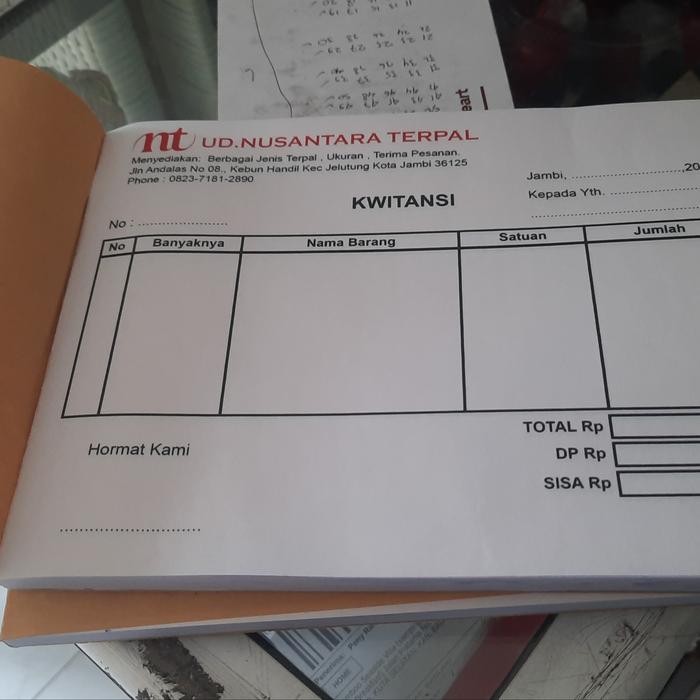 nt UD.NUSANTARA TERPAL
Menyediakan: Berbagai Jenis Terpal , Ukuran , Terima Pesanan.
Jln Andalas No 08., Kebun Handil Kec Jelutung Kota Jambi 36125
Phone : 0823-7181-2890
Jambi, ........................,20
Kepada Yth. ......................
KWITANSI
No : ........................
No Banyaknya Nama Barang Satuan Jumlah
TOTAL Rp
DP Rp
SISA Rp
Hormat Kami